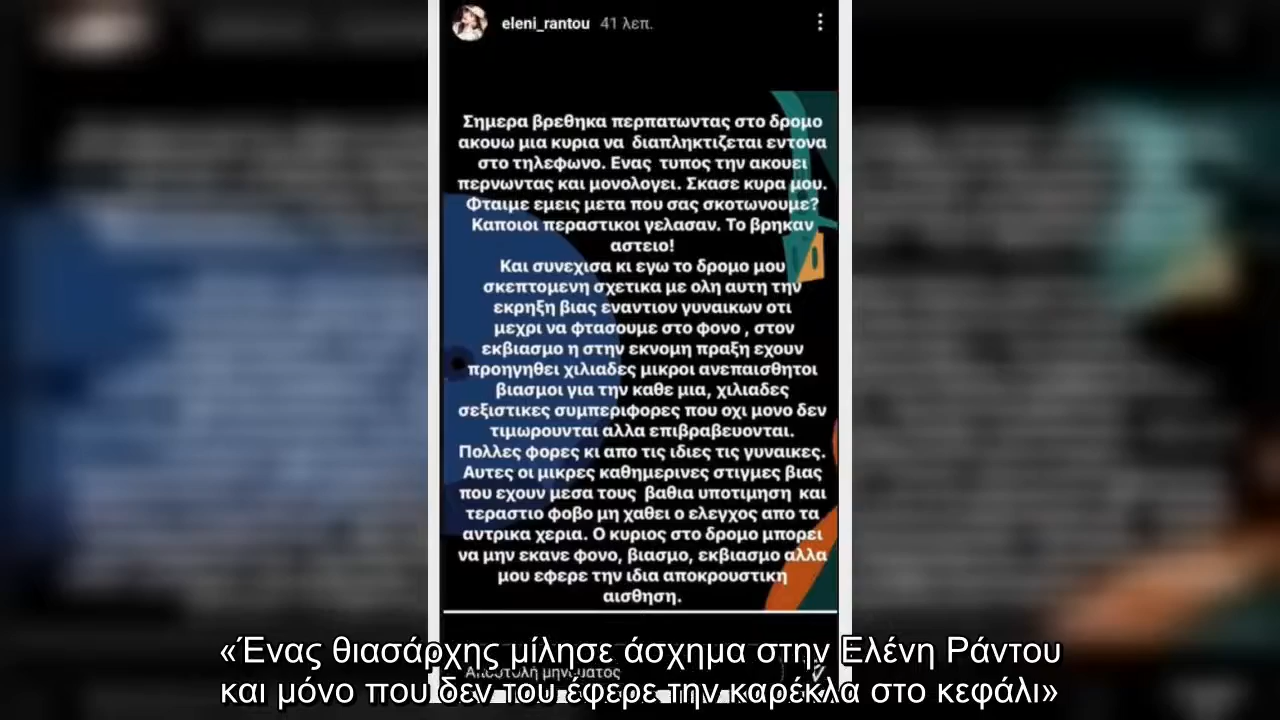 eleni_rantou 41 λεπ.
Σημερα βρεθηκα περπατωντας στο δρομο
ακουω μια κυρια να διαπληκτιζεται εντονα
στο τηλεφωνο. Ενας τυπος την ακουει
περνωντας και μονολογει. Σκασε κυρα μου.
Φταιμε εμεις μετα που σας σκοτωνουμε?
Καποιοι περαστικοι γελασαν. Το βρηκαν
αστειο!
Και συνεχισα κι εγω το δρομο μου
σκεπτομενη σχετικα με ολη αυτη την
εκρηξη βιας εναντιον γυναικων οτι
μεχρι να φτασουμε στο φονο , στον
εκβιασμο η στην εκνομη πραξη εχουν
προηγηθει χιλιαδες μικροι ανεπαισθητοι
βιασμοι για την καθε μια, χιλιαδες
σεξιστικες συμπεριφορες που οχι μονο δεν
τιμωρουνται αλλα επιβραβευονται.
Πολλες φορες κι απο τις ιδιες τις γυναικες.
Αυτες οι μικρες καθημερινες στιγμες βιας
που εχουν μεσα τους βαθια υποτιμηση και
τεραστιο φοβο μη χαθει ο ελεγχος απο τα
αντρικα χερια. Ο κυριος στο δρομο μπορει
να μην εκανε φονο, βιασμο, εκβιασμο αλλα
μου εφερε την ιδια αποκρουστικη
αισθηση.
«Ένας θιασάρχης μίλησε άσχημα στην Ελένη Ράντου
Αποστολή μηνύματος
και μόνο που δεν του έφερε την καρέκλα στο κεφάλι»